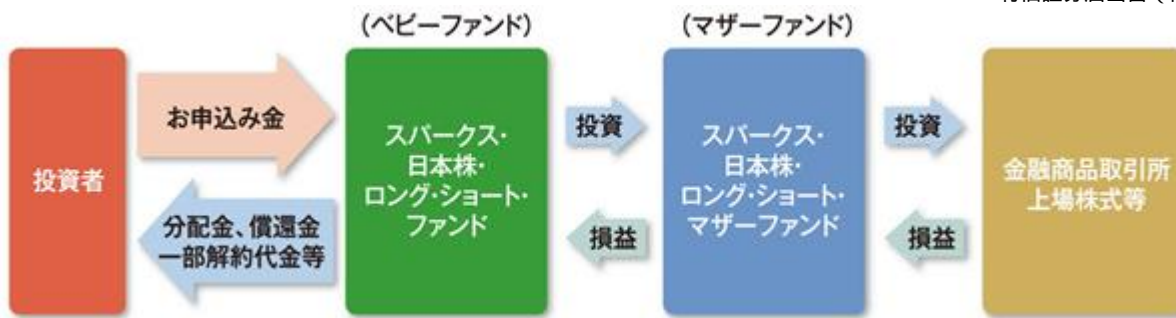 (ベビーファンド)
(マザーファンド)
投資者
お申込み金
分配金、償還金
一部解約代金等
スパークス・
日本株・
ロング・ショート・
ファンド
投資
損益
スパークス・
日本株・
ロング・ショート・
マザーファンド
投資
損益
金融商品取引所
上場株式等